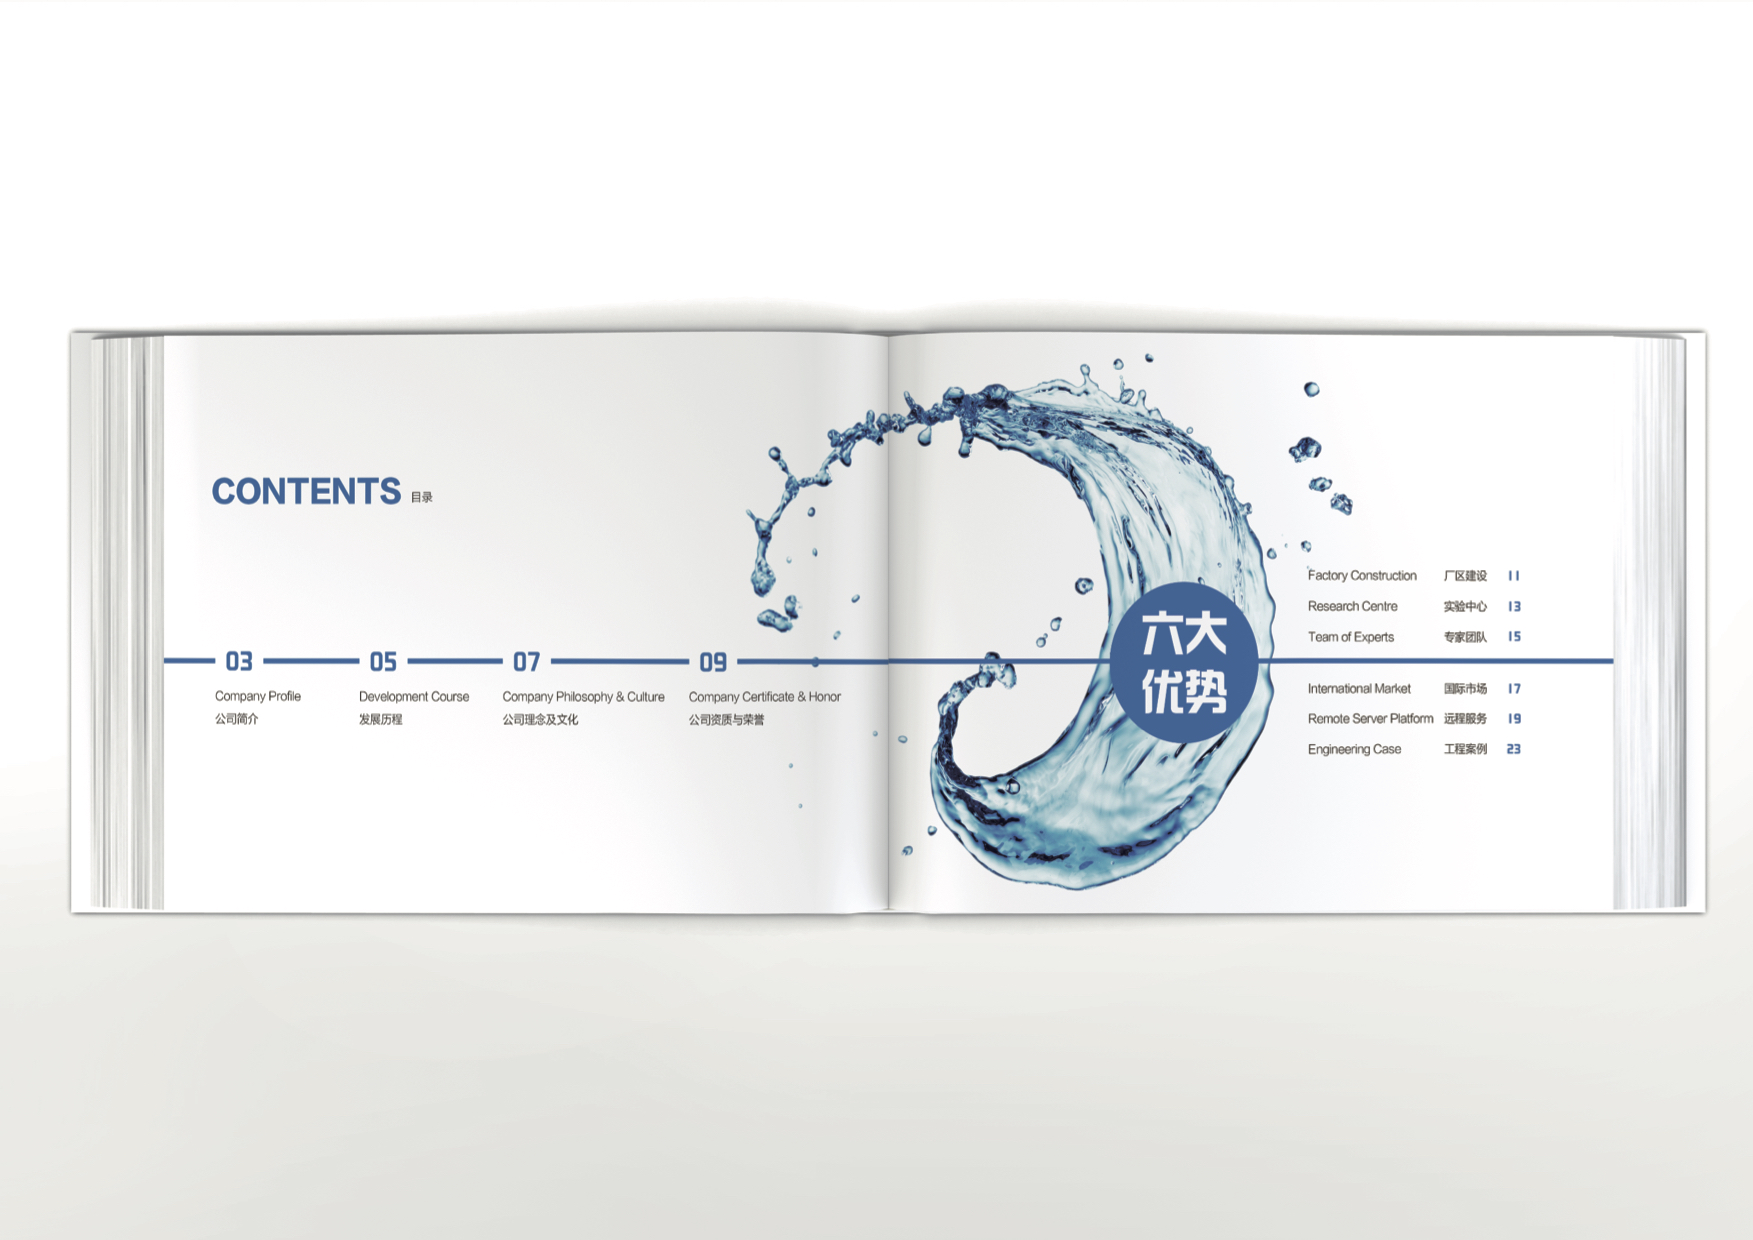 CONTENTS 目录
03
Company Profile
公司简介
05
Development Course
发展历程
07
Company Philosophy & Culture
公司理念及文化
09
Company Certificate & Honor
公司资质与荣誉
六大
优势
Factory Construction 厂区建设 11
Research Centre 实验中心 13
Team of Experts 专家团队 15
International Market 国际市场 17
Remote Server Platform 远程服务 19
Engineering Case 工程案例 23